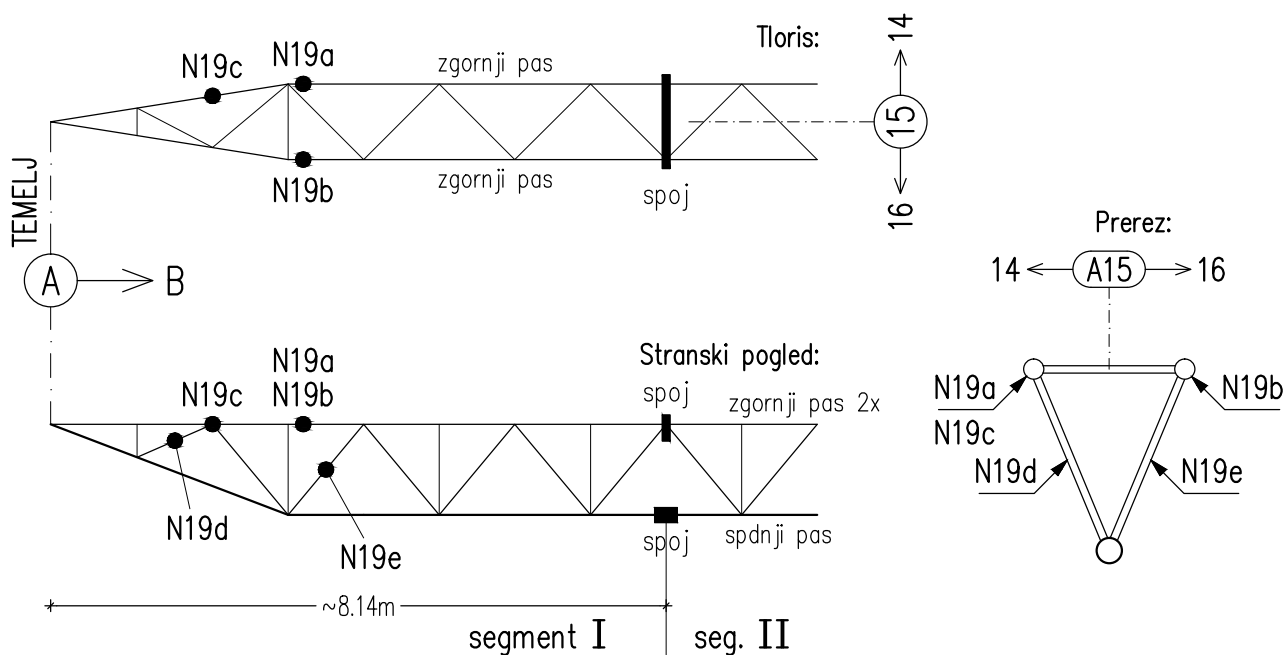 Tloris:
N19a
N19c
zgornji pas
14
15
16
N19b
zgornji pas
spoj
TEMELJ
A
B
Prerez:
14
A15
16
N19a
N19b
N19c
N19d
N19e
Stranski pogled:
N19a
N19b
N19c
spoj
zgornji pas 2x
N19d
N19e
spoj
spdnji pas
~8.14m
segment I
seg. II